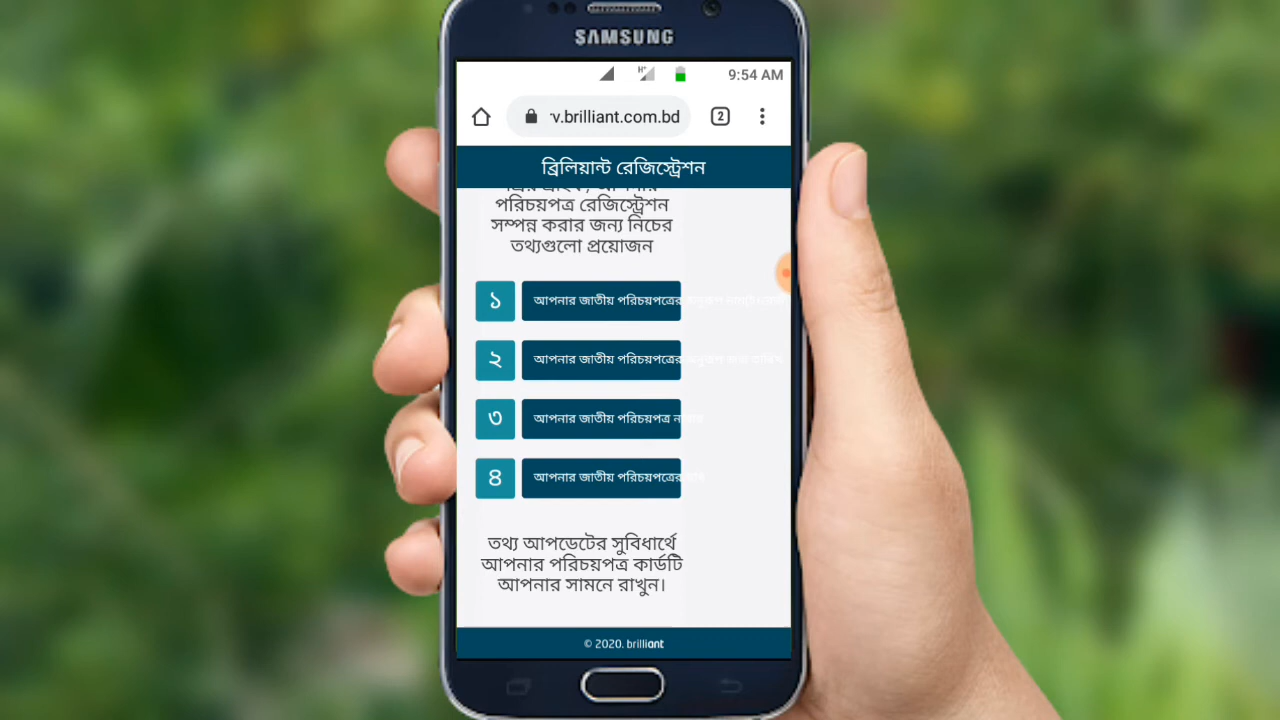 SAMSUNG
H+
9:54 AM
v.brilliant.com.bd
2
ব্রিলিয়ান্ট রেজিস্ট্রেশন
পরিচয়পত্র রেজিস্ট্রেশন
সম্পন্ন করার জন্য নিচের
তথ্যগুলো প্রয়োজন
১ আপনার জাতীয় পরিচয়পত্রের
২ আপনার জাতীয় পরিচয়পত্রের
৩ আপনার জাতীয় পরিচয়পত্র
৪ আপনার জাতীয় পরিচয়পত্রের
তথ্য আপডেটের সুবিধার্থে
আপনার পরিচয়পত্র কার্ডটি
আপনার সামনে রাখুন।
© 2020. brilliant